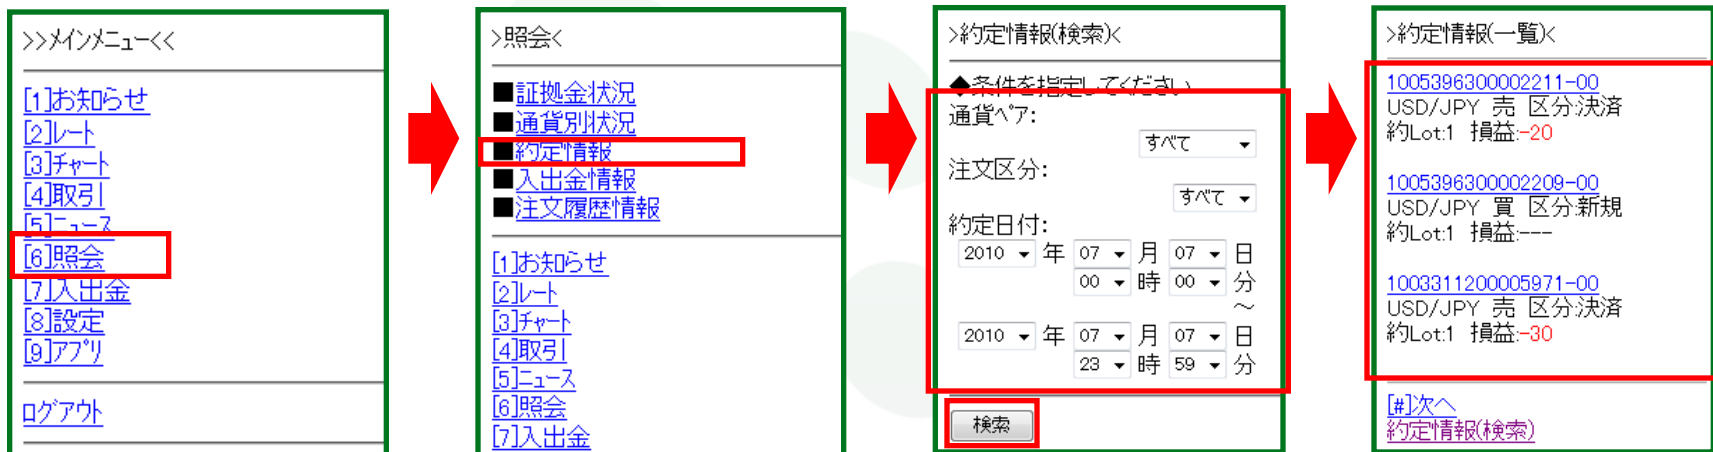 >>ﾒｲﾝﾒﾆｭｰ<<
[1]お知らせ
[2]ﾚｰﾄ
[3]ﾁｬｰﾄ
[4]取引
[5]ﾆｭｰｽ
[6]照会
[7]入出金
[8]設定
[9]ｱﾌﾟﾘ
ﾛｸﾞｱｳﾄ
>照会<
■証拠金状況
■通貨別状況
■約定情報
■入出金情報
■注文履歴情報
[1]お知らせ
[2]ﾚｰﾄ
[3]ﾁｬｰﾄ
[4]取引
[5]ﾆｭｰｽ
[6]照会
[7]入出金
>約定情報(検索)<
◆条件を指定してください
通貨ﾍﾟｱ:
すべて
注文区分:
すべて
約定日付:
2010 年 07 月 07 日
00 時 00 分
～
2010 年 07 月 07 日
23 時 59 分
検索
>約定情報(一覧)<
1005396300002211-00
USD/JPY 売 区分:決済
約Lot:1 損益:-20
1005396300002209-00
USD/JPY 買 区分:新規
約Lot:1 損益:---
1003311200005971-00
USD/JPY 売 区分:決済
約Lot:1 損益:-30
[#]次へ
約定情報(検索)